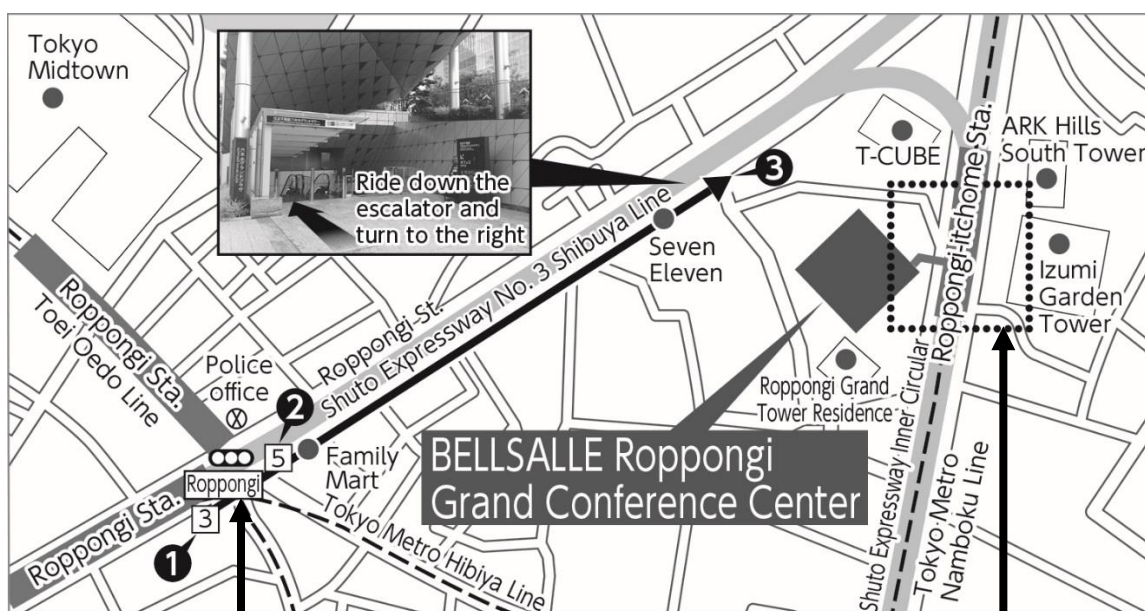 Tokyo
Midtown
Ride down the
escalator and
turn to the right
3
T-CUBE
ARK Hills
South Tower
Roppongi-itchome Sta.
Seven
Eleven
Izumi
Garden
Tower
Roppongi St.
Shuto Expressway No. 3 Shibuya Line
Roppongi Sta.
Toei Oedo Line
Police
office
X
2
5
Family
Mart
Roppongi Grand
Tower Residence
BELLSALLE Roppongi
Grand Conference Center
Roppongi
3
1
Roppongi Sta.
Tokyo Metro Hibiya Line
Shuto Expressway Inner Circular
Tokyo Metro
Namboku Line